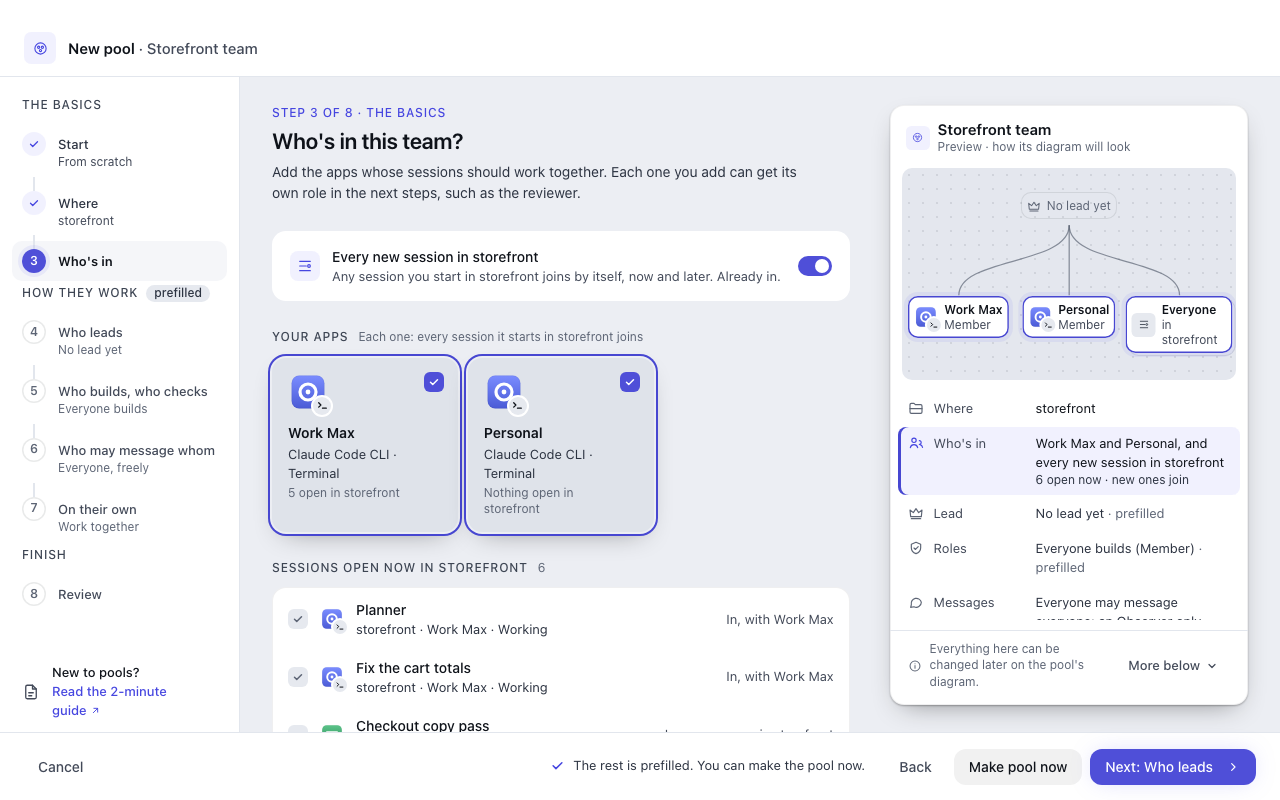 New pool · Storefront team
THE BASICS
Start
From scratch
Where
storefront
3
Who's in
HOW THEY WORK prefilled
4
Who leads
No lead yet
5
Who builds, who checks
Everyone builds
6
Who may message whom
Everyone, freely
7
On their own
Work together
FINISH
8
Review
New to pools?
Read the 2-minute
guide ↗
STEP 3 OF 8 · THE BASICS
Who's in this team?
Add the apps whose sessions should work together. Each one you add can get its
own role in the next steps, such as the reviewer.
Every new session in storefront
Any session you start in storefront joins by itself, now and later. Already in.
YOUR APPS Each one: every session it starts in storefront joins
Work Max
Claude Code CLI ·
Terminal
5 open in storefront
Personal
Claude Code CLI ·
Terminal
Nothing open in
storefront
SESSIONS OPEN NOW IN STOREFRONT 6
Planner
storefront · Work Max · Working
In, with Work Max
Fix the cart totals
storefront · Work Max · Working
In, with Work Max
Checkout copy pass
Storefront team
Preview · how its diagram will look
No lead yet
Work Max
Member
Personal
Member
Everyone
in
storefront
Where
storefront
Who's in
Work Max and Personal, and
every new session in storefront
6 open now · new ones join
Lead
No lead yet · prefilled
Roles
Everyone builds (Member) ·
prefilled
Messages
Everyone may message
Everything here can be
changed later on the pool's
diagram.
More below
Cancel
The rest is prefilled. You can make the pool now.
Back
Make pool now
Next: Who leads